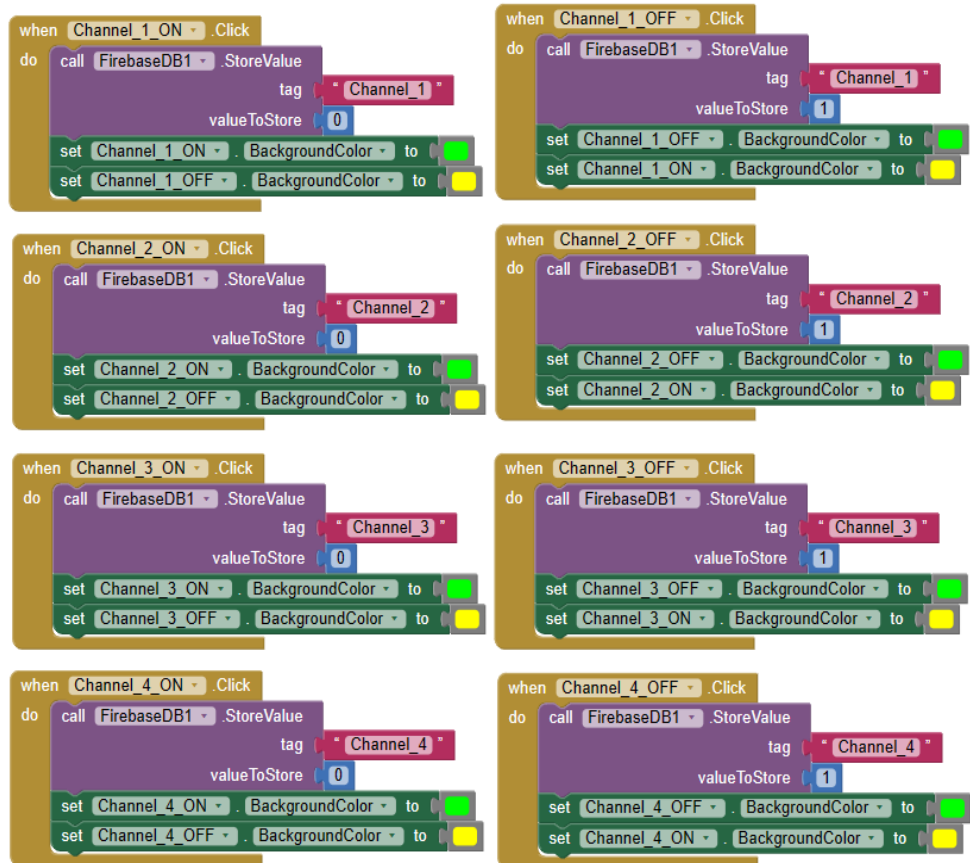 when Channel_1_ON .Click
do call FirebaseDB1 .StoreValue
tag " Channel_1 "
valueToStore 0
set Channel_1_ON . BackgroundColor to
set Channel_1_OFF . BackgroundColor to
when Channel_1_OFF .Click
do call FirebaseDB1 .StoreValue
tag " Channel_1 "
valueToStore 1
set Channel_1_OFF . BackgroundColor to
set Channel_1_ON . BackgroundColor to
when Channel_2_ON .Click
do call FirebaseDB1 .StoreValue
tag " Channel_2 "
valueToStore 0
set Channel_2_ON . BackgroundColor to
set Channel_2_OFF . BackgroundColor to
when Channel_2_OFF .Click
do call FirebaseDB1 .StoreValue
tag " Channel_2 "
valueToStore 1
set Channel_2_OFF . BackgroundColor to
set Channel_2_ON . BackgroundColor to
when Channel_3_ON .Click
do call FirebaseDB1 .StoreValue
tag " Channel_3 "
valueToStore 0
set Channel_3_ON . BackgroundColor to
set Channel_3_OFF . BackgroundColor to
when Channel_3_OFF .Click
do call FirebaseDB1 .StoreValue
tag " Channel_3 "
valueToStore 1
set Channel_3_OFF . BackgroundColor to
set Channel_3_ON . BackgroundColor to
when Channel_4_ON .Click
do call FirebaseDB1 .StoreValue
tag " Channel_4 "
valueToStore 0
set Channel_4_ON . BackgroundColor to
set Channel_4_OFF . BackgroundColor to
when Channel_4_OFF .Click
do call FirebaseDB1 .StoreValue
tag " Channel_4 "
valueToStore 1
set Channel_4_OFF . BackgroundColor to
set Channel_4_ON . BackgroundColor to